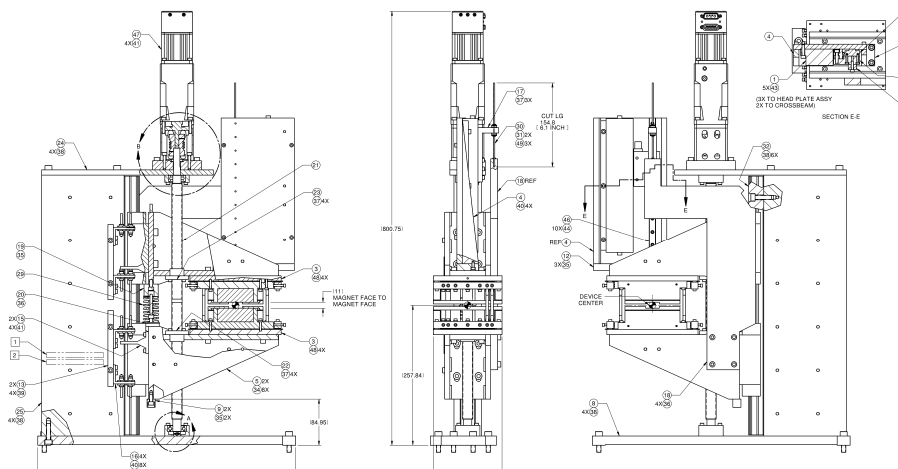 47
4X 41
24
4X 38
B
21
23
37 4X
19
35
29
20
36
2X 15
4X 41
1
2
2X 13
4X 39
25
4X 38
3
48 4X
[11]
MAGNET FACE TO
MAGNET FACE
3
48 4X
22
37 4X
5 2X
34 6X
9 2X
35 2X
A
16 4X
40 8X
[84.95]
[800.75]
[257.84]
CUT LG
154.8
[ 6.1 INCH ]
17
37 3X
30
31 2X
49 3X
18 REF
4
40 4X
4
1
5X 43
(3X TO HEAD PLATE ASSY
2X TO CROSSBEAM)
SECTION E-E
32
38 6X
E
E
46
10X 44
REF 4
12
3X 35
DEVICE
CENTER
18
4X 36
8
4X 38